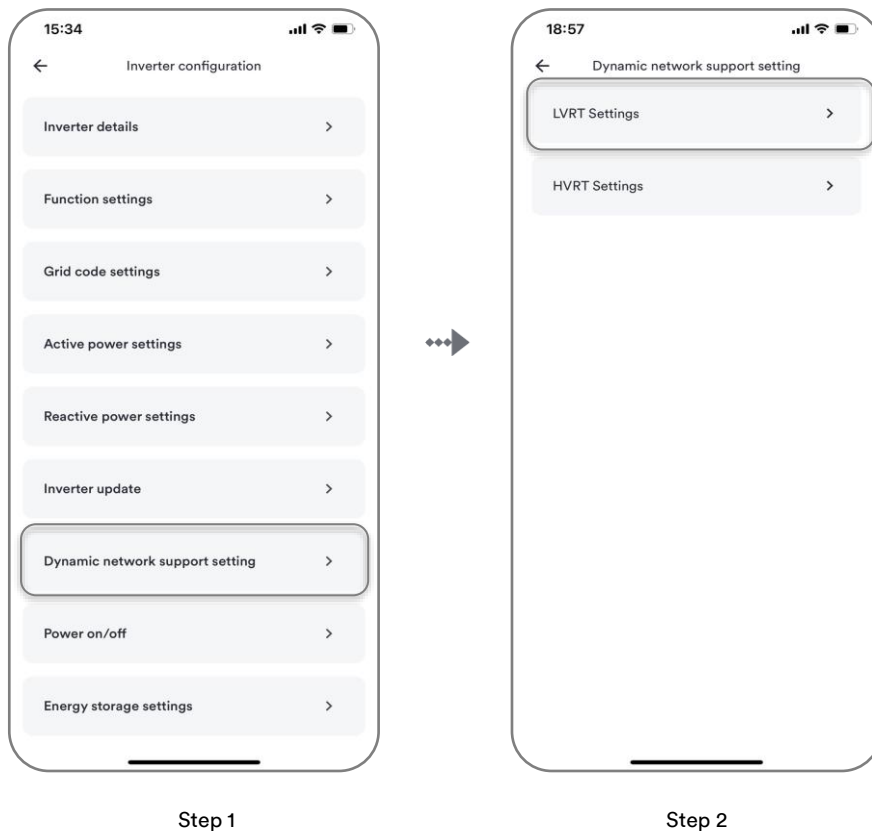 15:34
Inverter configuration
Inverter details
Function settings
Grid code settings
Active power settings
Reactive power settings
Inverter update
Dynamic network support setting
Power on/off
Energy storage settings
Step 1
18:57
Dynamic network support setting
LVRT Settings
HVRT Settings
Step 2